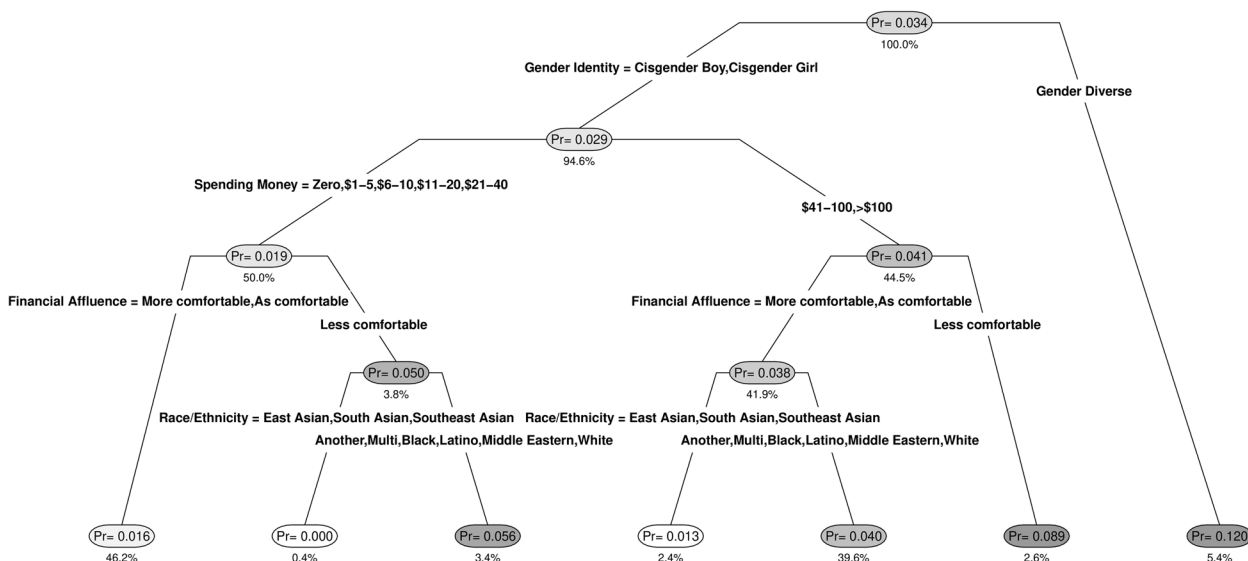 Pr= 0.034
100.0%
Gender Identity = Cisgender Boy,Cisgender Girl
Gender Diverse
Pr= 0.029
94.6%
Spending Money = Zero,$1−5,$6−10,$11−20,$21−40
$41−100,>$100
Pr= 0.019
50.0%
Pr= 0.041
44.5%
Financial Affluence = More comfortable,As comfortable
Less comfortable
Financial Affluence = More comfortable,As comfortable
Less comfortable
Pr= 0.050
3.8%
Pr= 0.038
41.9%
Race/Ethnicity = East Asian,South Asian,Southeast Asian
Another,Multi,Black,Latino,Middle Eastern,White
Race/Ethnicity = East Asian,South Asian,Southeast Asian
Another,Multi,Black,Latino,Middle Eastern,White
Pr= 0.016
46.2%
Pr= 0.000
0.4%
Pr= 0.056
3.4%
Pr= 0.013
2.4%
Pr= 0.040
39.6%
Pr= 0.089
2.6%
Pr= 0.120
5.4%